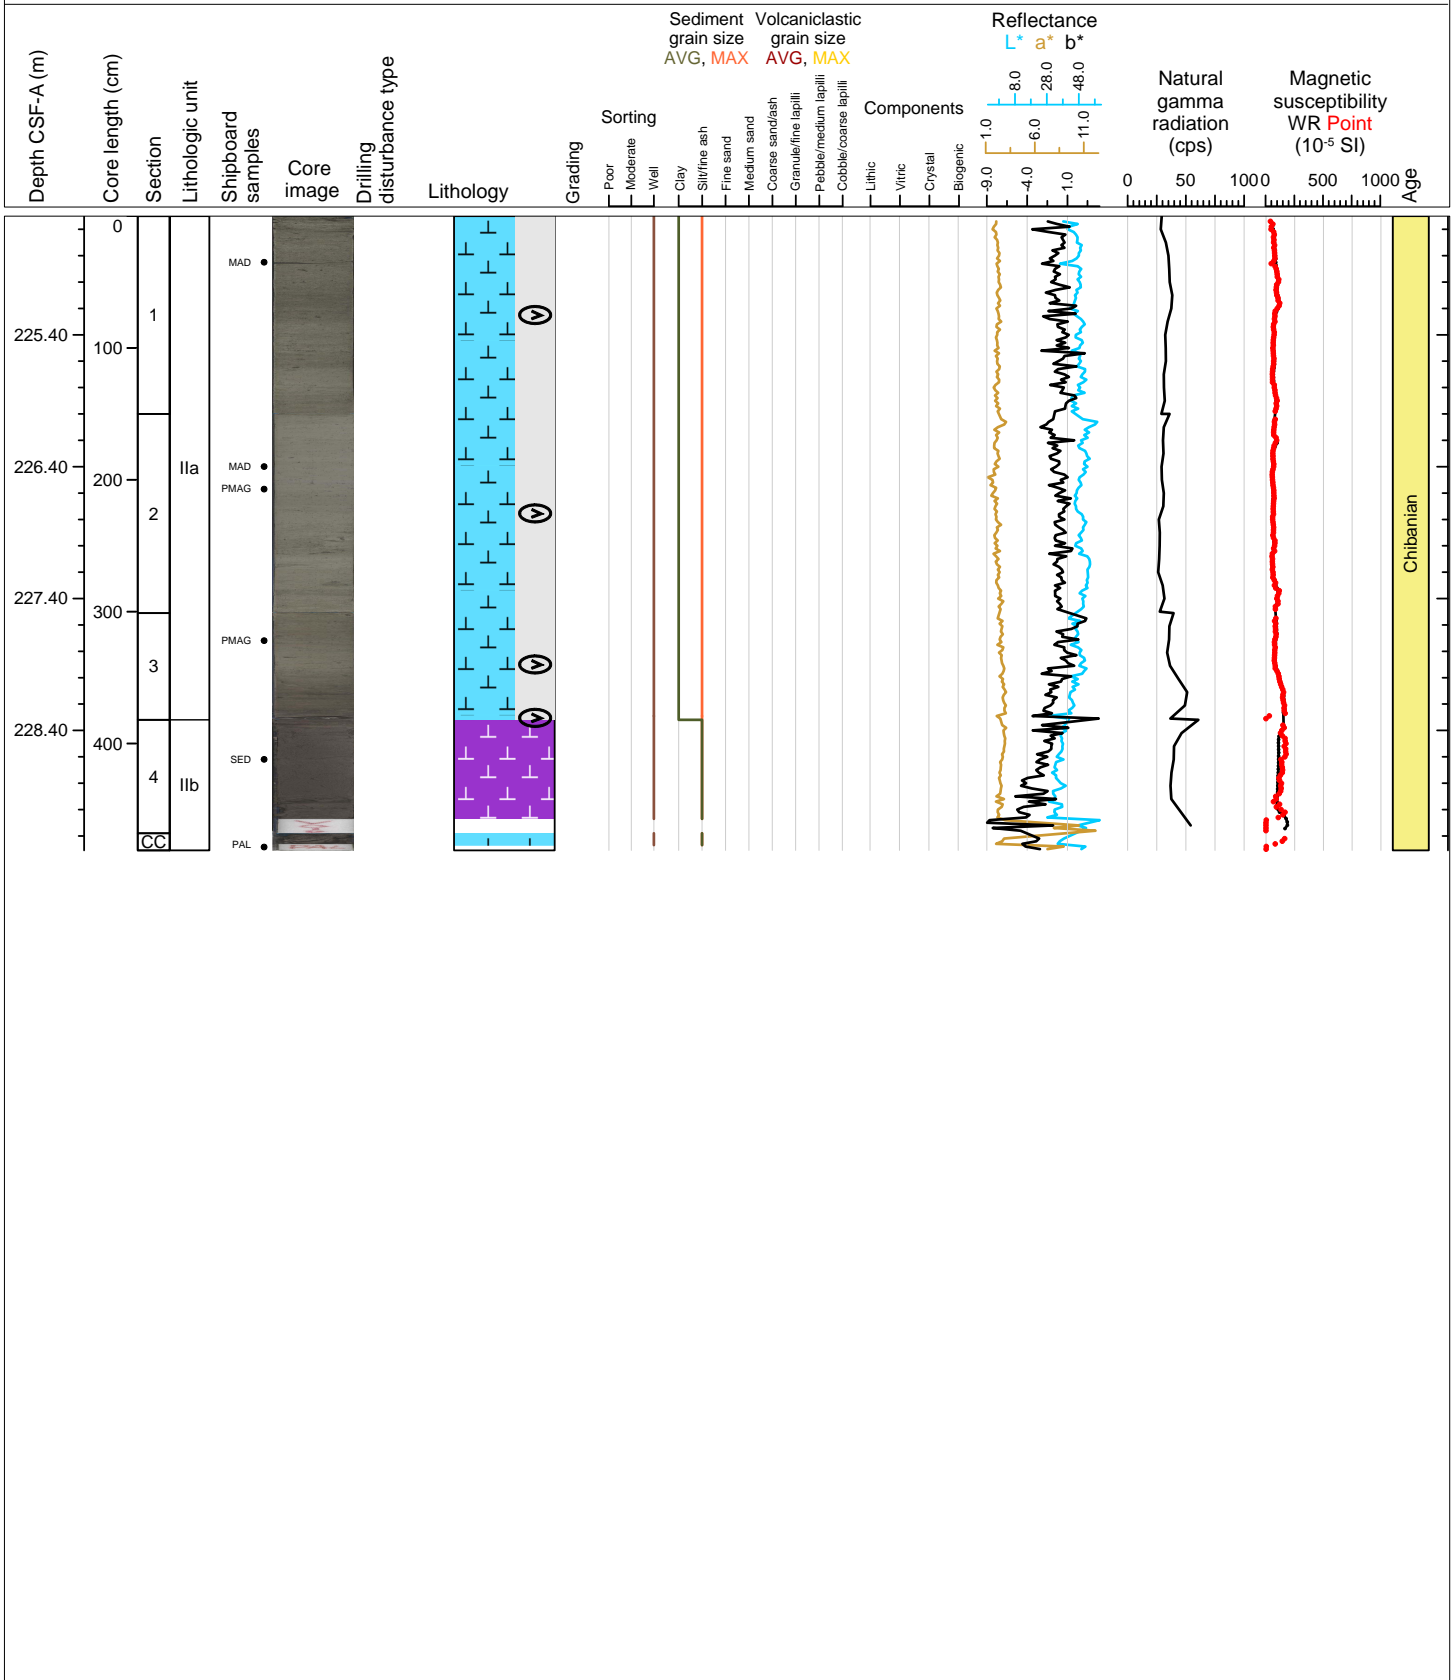 Depth CSF-A (m)
Core length (cm)
Section
Lithologic unit
Shipboard
samples
Core
image
Drilling
disturbance type
Lithology
Grading
Sorting
Poor
Moderate
Well
Sediment
grain size
AVG, MAX
Volcaniclastic
grain size
AVG, MAX
Clay
Silt/fine ash
Fine sand
Medium sand
Coarse sand/ash
Granule/fine lapilli
Pebble/medium lapilli
Cobble/coarse lapilli
Components
Lithic
Vitric
Crystal
Biogenic
Reflectance
L* a* b*
8.0 28.0 48.0
1.0 6.0 11.0
-9.0 -4.0 1.0
Natural
gamma
radiation
(cps)
0 50 100
Magnetic
susceptibility
WR Point
(10-5 SI)
0 500 1000
0
Age
0
MAD
1
225.40
100
IIa
MAD
226.40
200
PMAG
2
Chibanian
227.40
300
PMAG
3
228.40
400
SED
4
IIb
CC
PAL